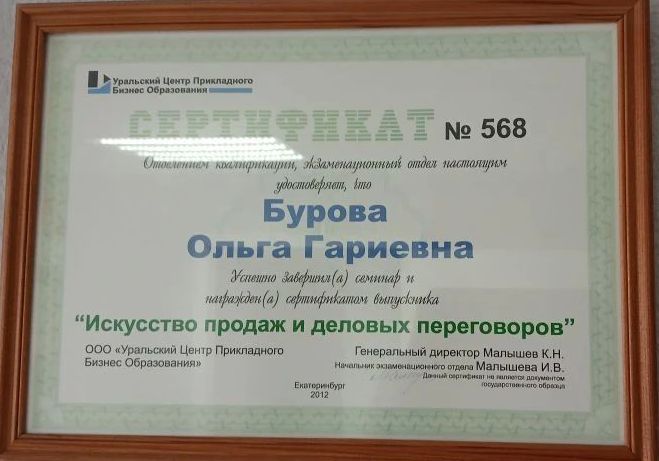 Уральский Центр Прикладного
Бизнес Образования
СЕРТИФИКАТ № 568
Отделением квалификации, экзаменационный отдел настоящим
удостоверяет, что
Бурова
Ольга Гариевна
Успешно завершил(а) семинар и
награжден(а) сертификатом выпускника
“Искусство продаж и деловых переговоров”
ООО «Уральский Центр Прикладного
Бизнес Образования»
Генеральный директор Малышев К.Н.
Начальник экзаменационного отдела Малышева И.В.
Данный сертификат не является документом
государственного образца
Екатеринбург
2012